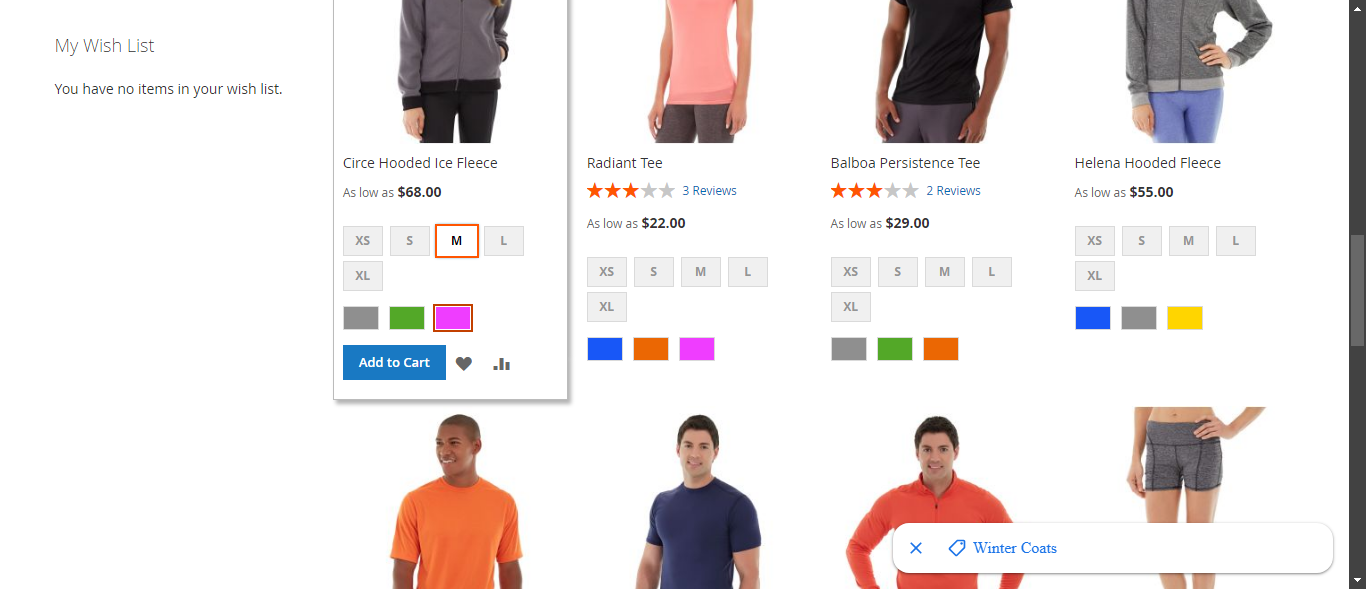 My Wish List
You have no items in your wish list.
Circe Hooded Ice Fleece
As low as $68.00
XS S M L
XL
Add to Cart
Radiant Tee
3 Reviews
As low as $22.00
XS S M L
XL
Balboa Persistence Tee
2 Reviews
As low as $29.00
XS S M L
XL
Helena Hooded Fleece
As low as $55.00
XS S M L
XL
Winter Coats